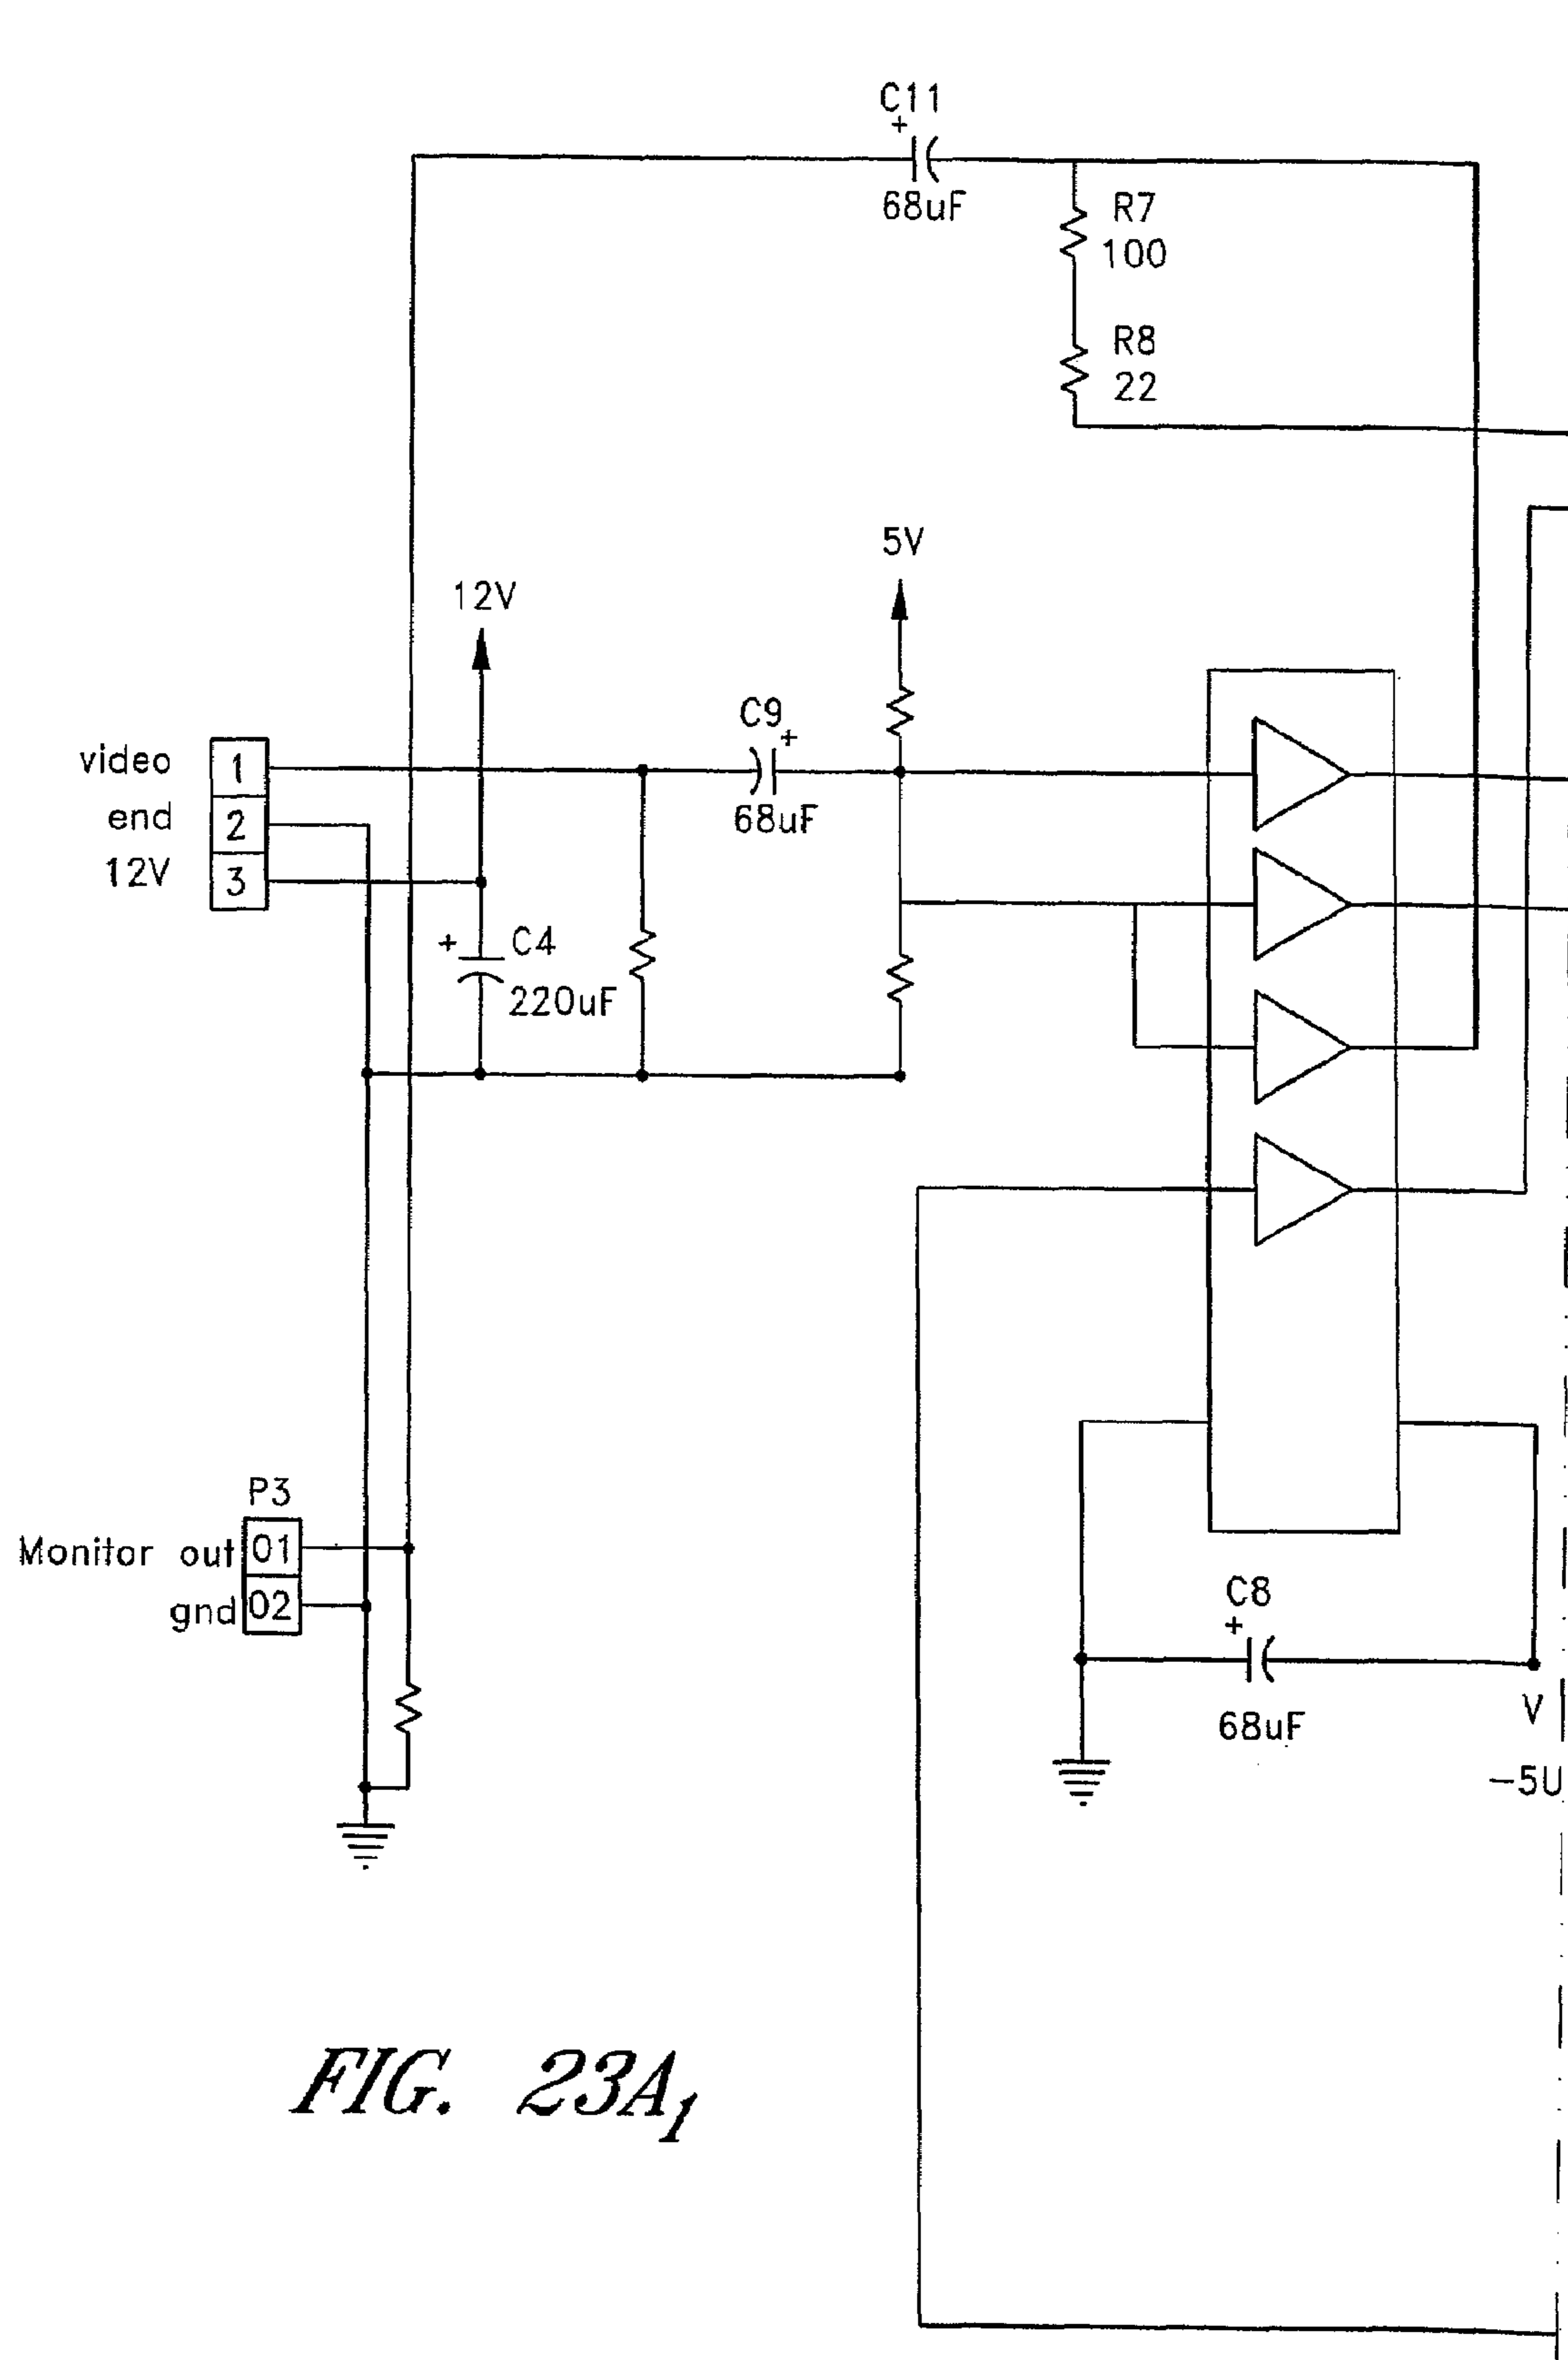 C11
+
68uF
R7
100
R8
22
5V
12V
C9
+
68uF
video
1
end
2
12V
3
+
C4
220uF
P3
Monitor out
01
gnd
02
C8
+
68uF
V
-5U
FIG. 23A1